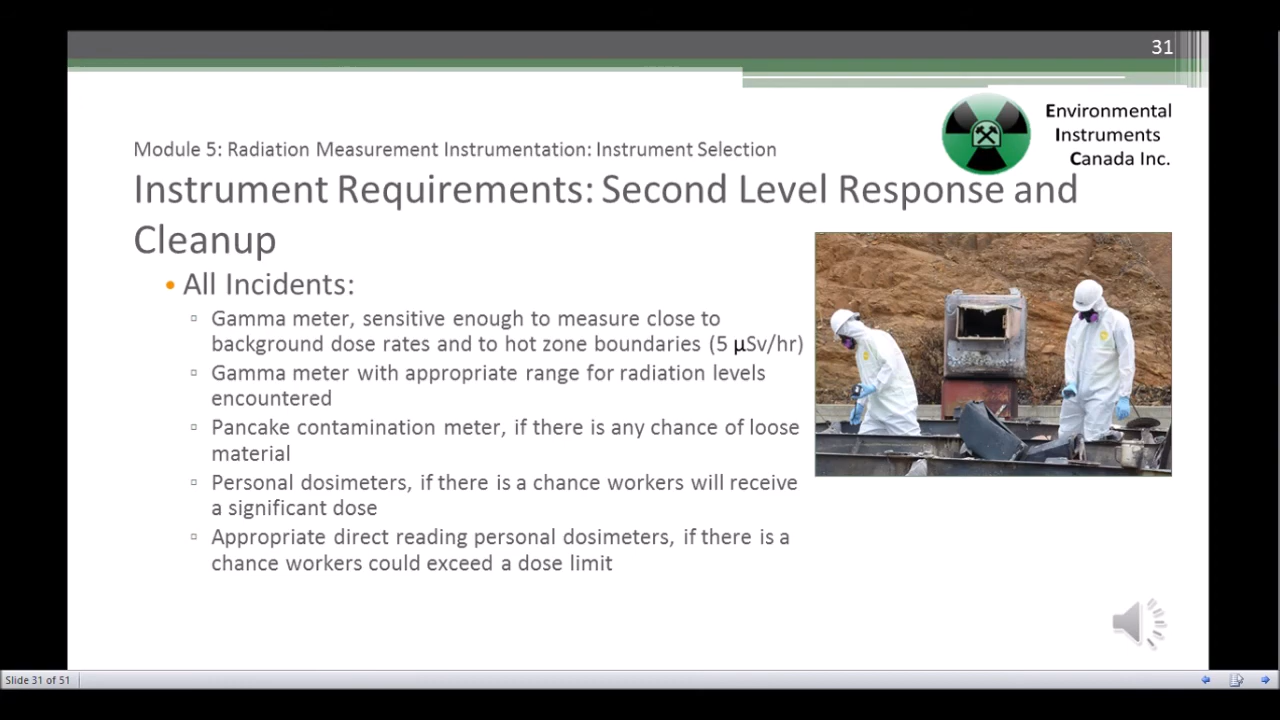 31
Environmental
Instruments
Canada Inc.
Module 5: Radiation Measurement Instrumentation: Instrument Selection
Instrument Requirements: Second Level Response and
Cleanup
• All Incidents:
▫ Gamma meter, sensitive enough to measure close to
background dose rates and to hot zone boundaries (5 µSv/hr)
▫ Gamma meter with appropriate range for radiation levels
encountered
▫ Pancake contamination meter, if there is any chance of loose
material
▫ Personal dosimeters, if there is a chance workers will receive
a significant dose
▫ Appropriate direct reading personal dosimeters, if there is a
chance workers could exceed a dose limit
Slide 31 of 51